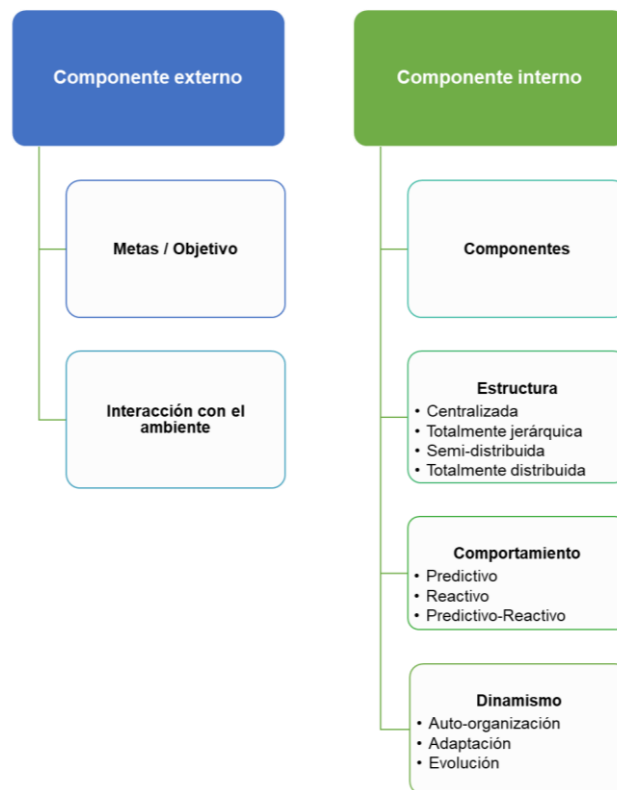 Componente externo
Metas / Objetivo
Interacción con el
ambiente
Componente interno
Componentes
Estructura
• Centralizada
• Totalmente jerárquica
• Semi-distribuida
• Totalmente distribuida
Comportamiento
• Predictivo
• Reactivo
• Predictivo-Reactivo
Dinamismo
• Auto-organización
• Adaptación
• Evolución